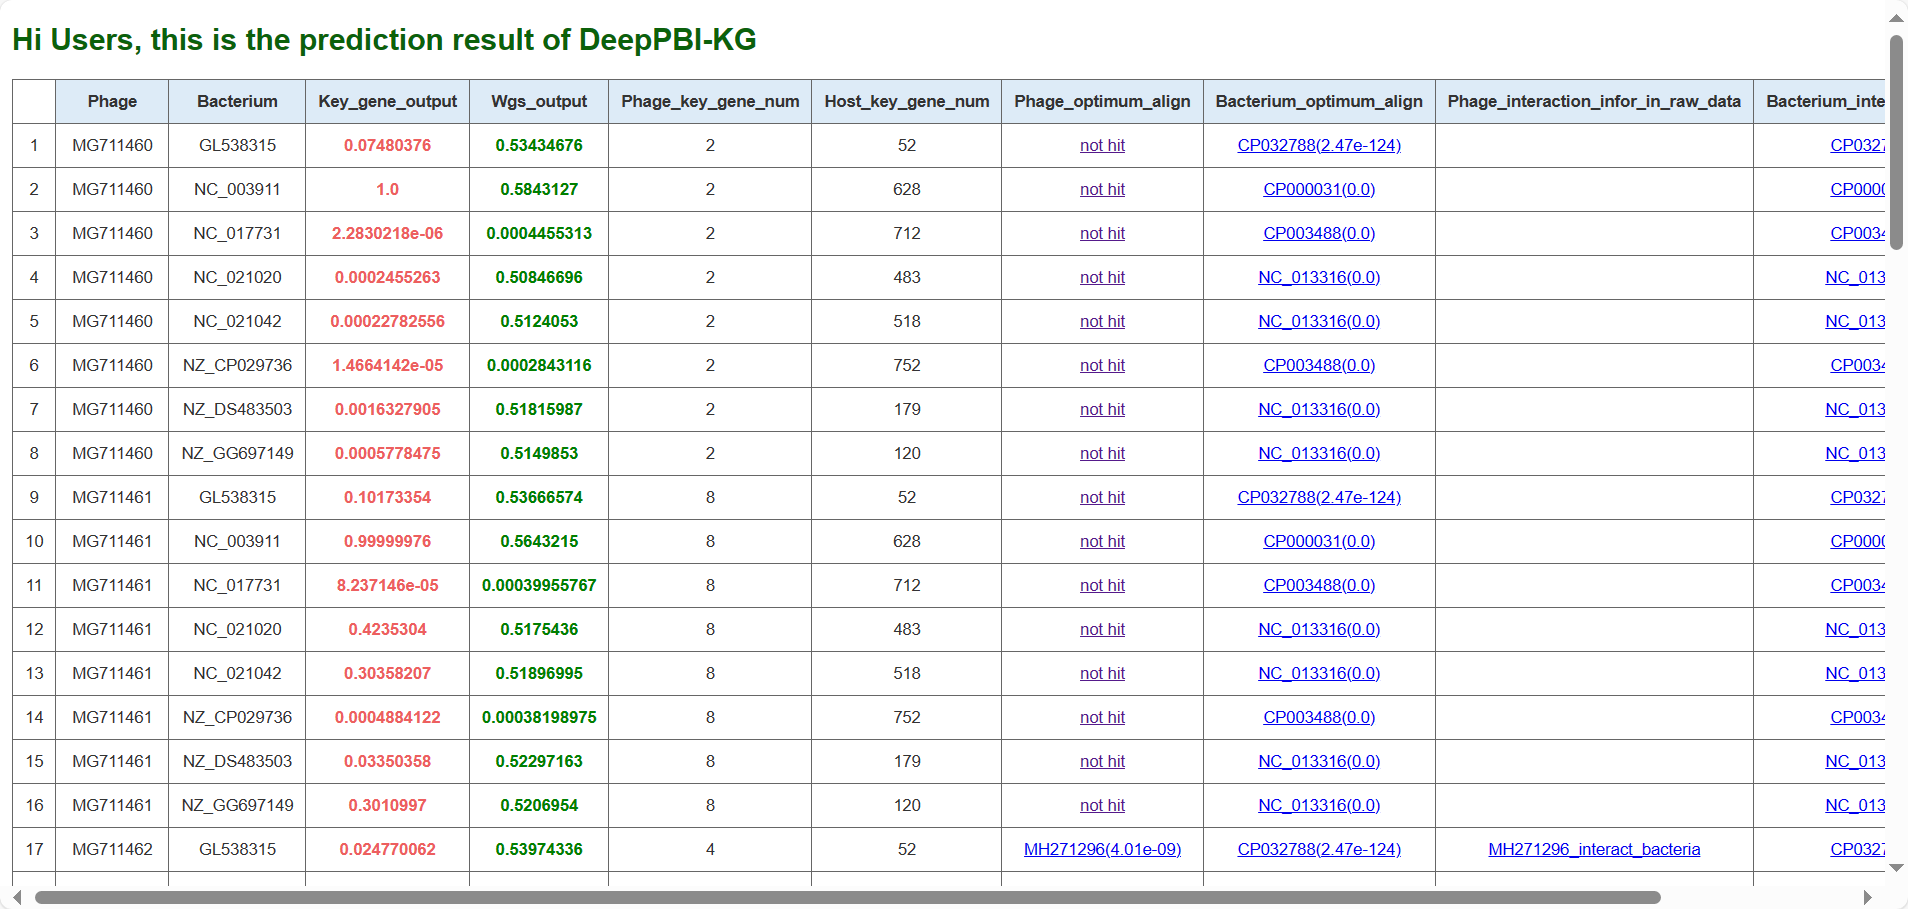 Hi Users, this is the prediction result of DeepPBI-KG
Phage Bacterium Key_gene_output Wgs_output Phage_key_gene_num Host_key_gene_num Phage_optimum_align Bacterium_optimum_align Phage_interaction_infor_in_raw_data Bacterium_inte
1 MG711460 GL538315 0.07480376 0.53434676 2 52 not hit CP032788(2.47e-124) CP0327
2 MG711460 NC_003911 1.0 0.5843127 2 628 not hit CP000031(0.0) CP000
3 MG711460 NC_017731 2.2830218e-06 0.0004455313 2 712 not hit CP003488(0.0) CP0034
4 MG711460 NC_021020 0.0002455263 0.50846696 2 483 not hit NC_013316(0.0) NC_013
5 MG711460 NC_021042 0.00022782556 0.5124053 2 518 not hit NC_013316(0.0) NC_013
6 MG711460 NZ_CP029736 1.4664142e-05 0.0002843116 2 752 not hit CP003488(0.0) CP0034
7 MG711460 NZ_DS483503 0.0016327905 0.51815987 2 179 not hit NC_013316(0.0) NC_013
8 MG711460 NZ_GG697149 0.0005778475 0.5149853 2 120 not hit NC_013316(0.0) NC_013
9 MG711461 GL538315 0.10173354 0.53666574 8 52 not hit CP032788(2.47e-124) CP0327
10 MG711461 NC_003911 0.99999976 0.5643215 8 628 not hit CP000031(0.0) CP000
11 MG711461 NC_017731 8.237146e-05 0.00039955767 8 712 not hit CP003488(0.0) CP0034
12 MG711461 NC_021020 0.4235304 0.5175436 8 483 not hit NC_013316(0.0) NC_013
13 MG711461 NC_021042 0.30358207 0.51896995 8 518 not hit NC_013316(0.0) NC_013
14 MG711461 NZ_CP029736 0.0004884122 0.00038198975 8 752 not hit CP003488(0.0) CP0034
15 MG711461 NZ_DS483503 0.03350358 0.52297163 8 179 not hit NC_013316(0.0) NC_013
16 MG711461 NZ_GG697149 0.3010997 0.5206954 8 120 not hit NC_013316(0.0) NC_013
17 MG711462 GL538315 0.024770062 0.53974336 4 52 MH271296(4.01e-09) CP032788(2.47e-124) MH271296_interact_bacteria CP0327